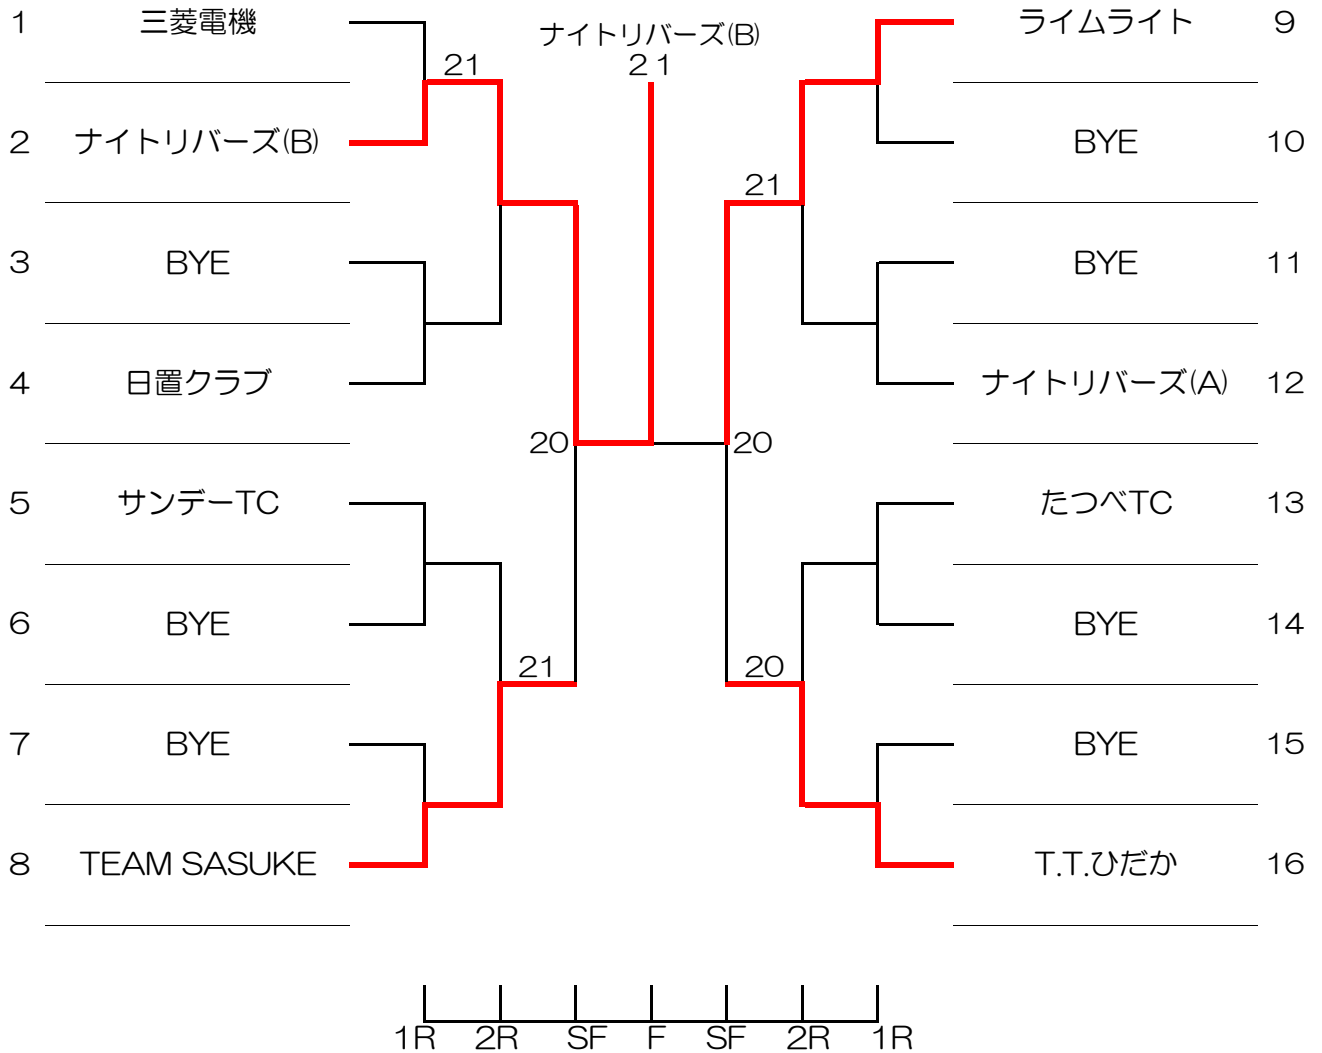 1 三菱電機
ナイトリバーズ(B)
ライムライト 9
21
21
2 ナイトリバーズ(B)
BYE 10
21
3 BYE
BYE 11
4 日置クラブ
ナイトリバーズ(A) 12
20
20
5 サンデーTC
たつべTC 13
6 BYE
BYE 14
21
20
7 BYE
BYE 15
8 TEAM SASUKE
T.T.ひだか 16
1R 2R SF F SF 2R 1R